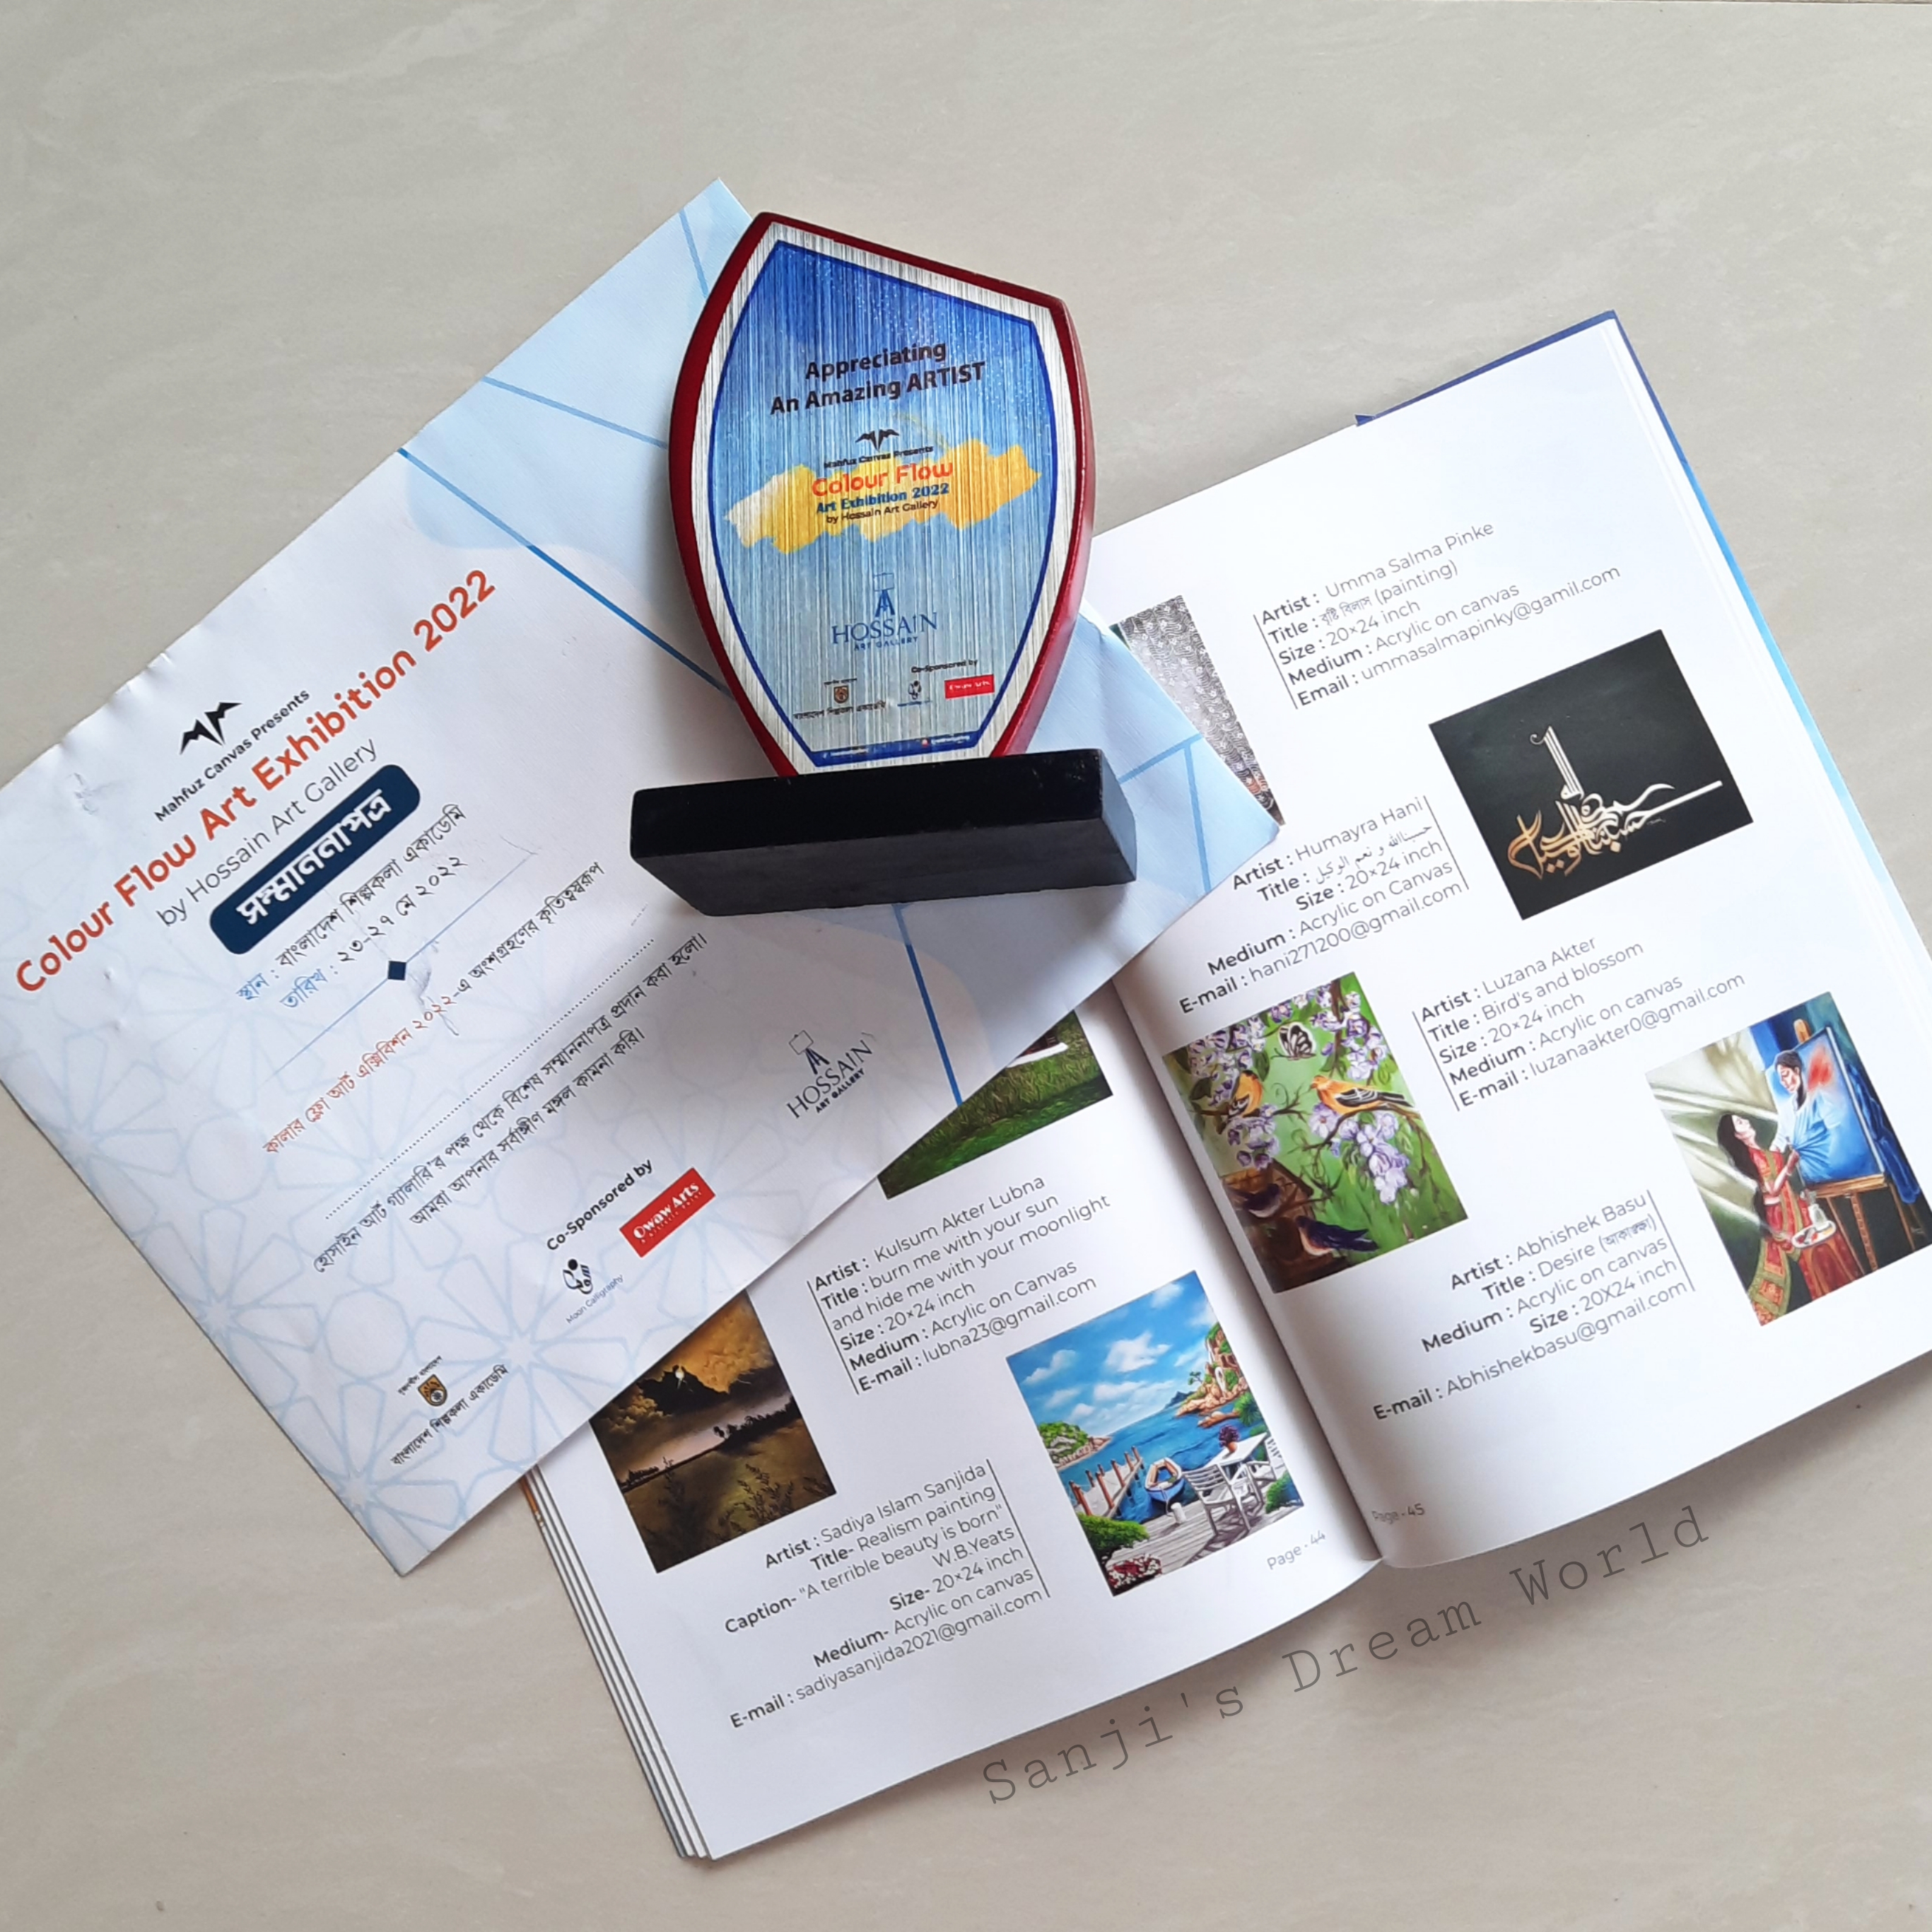 Mahfuz Canvas Presents
Colour Flow Art Exhibition 2022
by Hossain Art Gallery
সম্মাননাপত্র
স্থান : বাংলাদেশ শিল্পকলা একাডেমি
তারিখ : ২৩-২৭ মে ২০২২
কালার ফ্লো আর্ট এক্সিবিশন ২০২২-এ অংশগ্রহণের কৃতিত্বস্বরূপ
হোসাইন আর্ট গ্যালারি'র পক্ষ থেকে বিশেষ সম্মাননাপত্র প্রদান করা হলো।
আমরা আপনার সর্বাঙ্গীণ মঙ্গল কামনা করি।
HOSSAIN
ART GALLERY
Co-Sponsored by
Moon Calligraphy
Owaw Arts
বাংলাদেশ শিল্পকলা একাডেমি
Appreciating
An Amazing ARTIST
Mahfuz Canvas Presents
Colour Flow
Art Exhibition 2022
by Hossain Art Gallery
HOSSAIN
ART GALLERY
Co-Sponsored by
বাংলাদেশ শিল্পকলা একাডেমি
Artist : Kulsum Akter Lubna
Title : burn me with your sun
and hide me with your moonlight
Size : 20×24 inch
Medium : Acrylic on Canvas
E-mail : lubna23@gmail.com
Artist : Sadiya Islam Sanjida
Title- Realism painting
Caption- "A terrible beauty is born"
W.B.Yeats
Size- 20×24 inch
Medium- Acrylic on canvas
E-mail : sadiyasanjida2021@gmail.com
Page - 44
Artist : Umma Salma Pinke
Title : বৃষ্টি বিলাস (painting)
Size : 20×24 inch
Medium : Acrylic on canvas
Email : ummasalmapinky@gamil.com
Artist : Humayra Hani
Title : حسبنا الله و نعم الوكيل
Size : 20×24 inch
Medium : Acrylic on Canvas
E-mail : hani271200@gmail.com
Artist : Luzana Akter
Title : Bird's and blossom
Size : 20×24 inch
Medium : Acrylic on canvas
E-mail : luzanaakter0@gmail.com
Artist : Abhishek Basu
Title : Desire (আকাঙ্ক্ষা)
Medium : Acrylic on canvas
Size : 20X24 inch
E-mail : Abhishekbasu@gmail.com
Page - 45
Sanji's Dream World